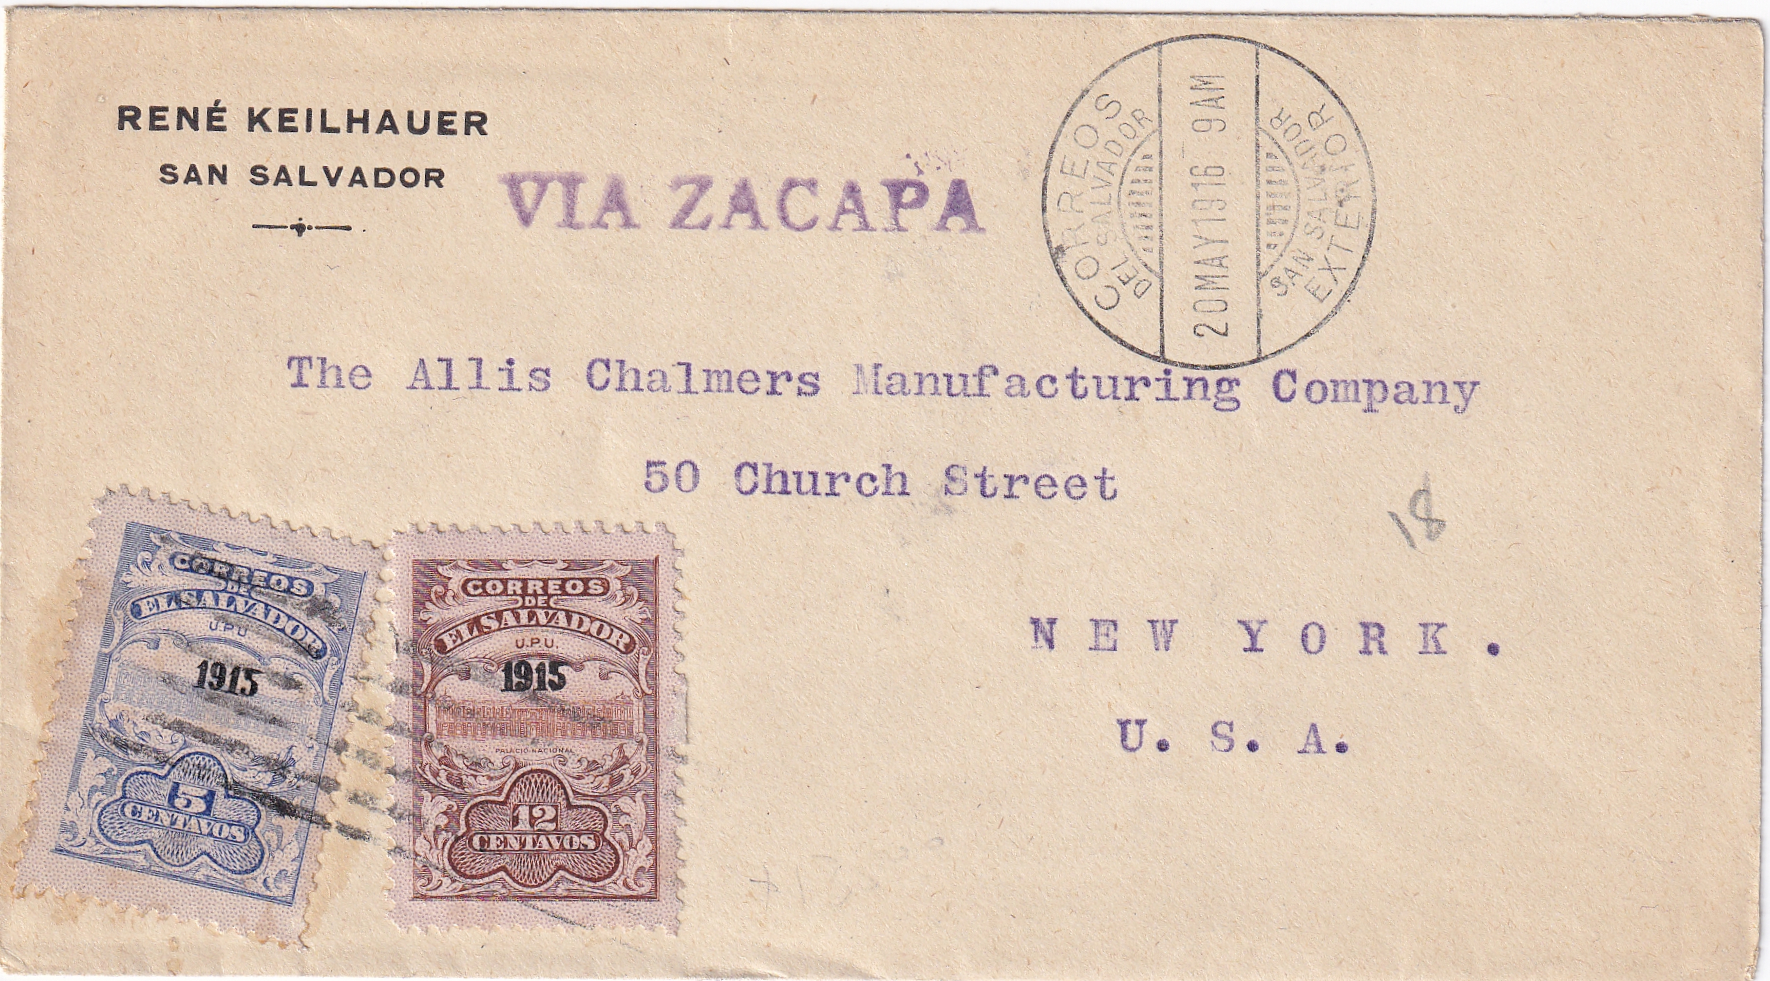 RENÉ KEILHAUER
SAN SALVADOR
VIA ZACAPA
CORREOS
DEL SALVADOR
20MAY1916 9AM
SAN SALVADOR
EXTERIOR
The Allis Chalmers Manufacturing Company
50 Church Street
18
NEW YORK.
U. S. A.
CORREOS
DE
EL SALVADOR
U.P.U.
1915
5
CENTAVOS
CORREOS
DE
EL SALVADOR
U.P.U.
1915
PALACIO NACIONAL
12
CENTAVOS